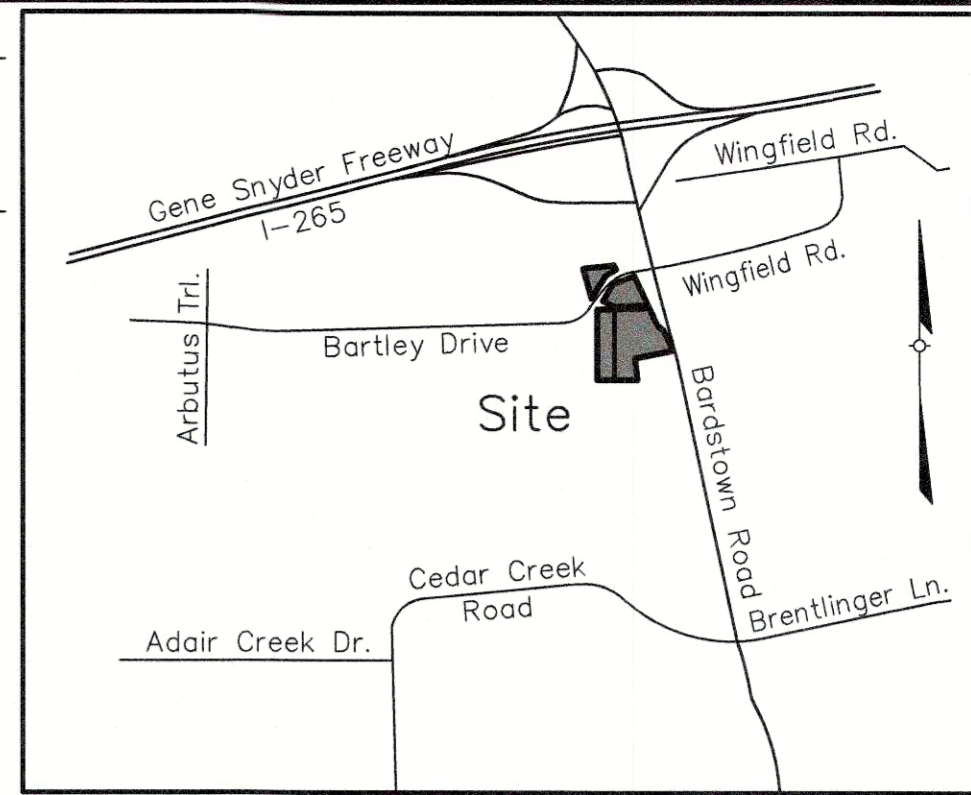 Gene Snyder Freeway
I-265
Wingfield Rd.
Wingfield Rd.
Arbutus Trl.
Bartley Drive
Site
Bardstown Road
Cedar Creek
Road
Brentlinger Ln.
Adair Creek Dr.